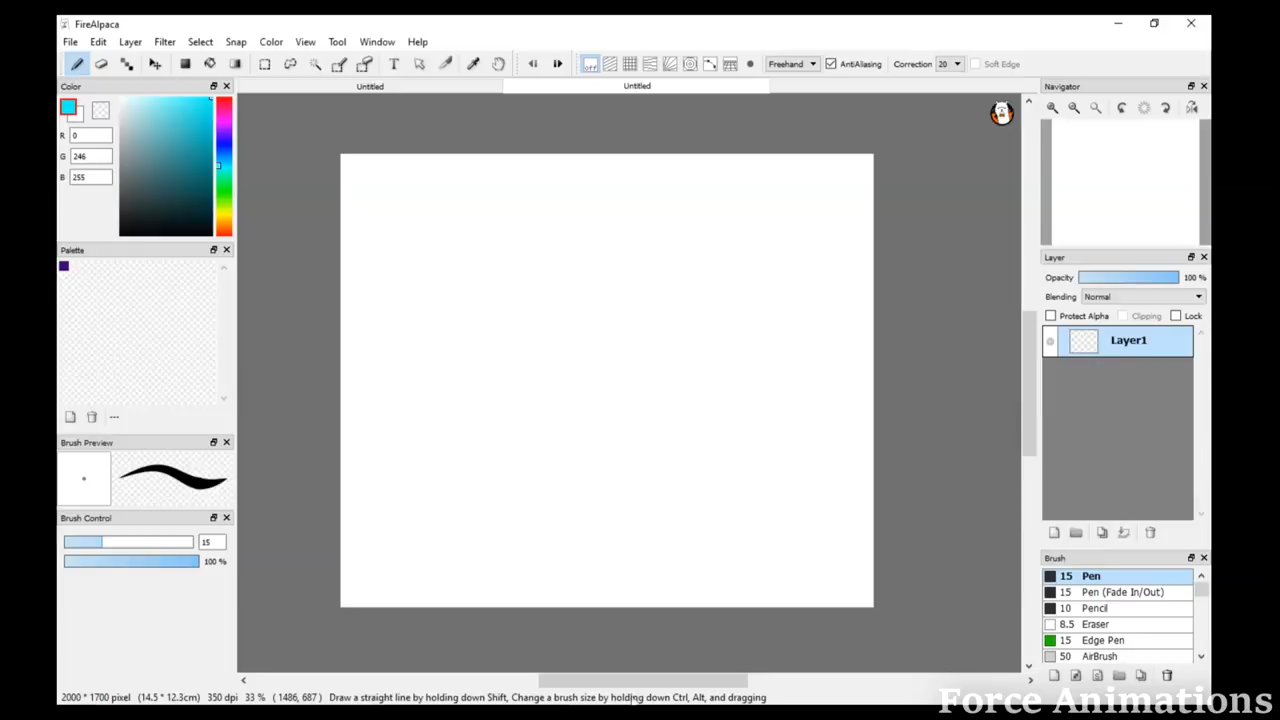 FireAlpaca
File Edit Layer Filter Select Snap Color View Tool Window Help
T off Freehand AntiAliasing Correction 20 Soft Edge
Color
Untitled Untitled
Navigator
R 0
G 246
B 255
Palette
Layer
Opacity 100 %
Blending Normal
Protect Alpha Clipping Lock
Layer1
---
Brush Preview
Brush Control
15
100 %
Brush
15 Pen
15 Pen (Fade In/Out)
10 Pencil
8.5 Eraser
15 Edge Pen
50 AirBrush
2000 * 1700 pixel (14.5 * 12.3cm) 350 dpi 33 % ( 1486, 687 ) Draw a straight line by holding down Shift, Change a brush size by holding down Ctrl, Alt, and dragging
Force Animations